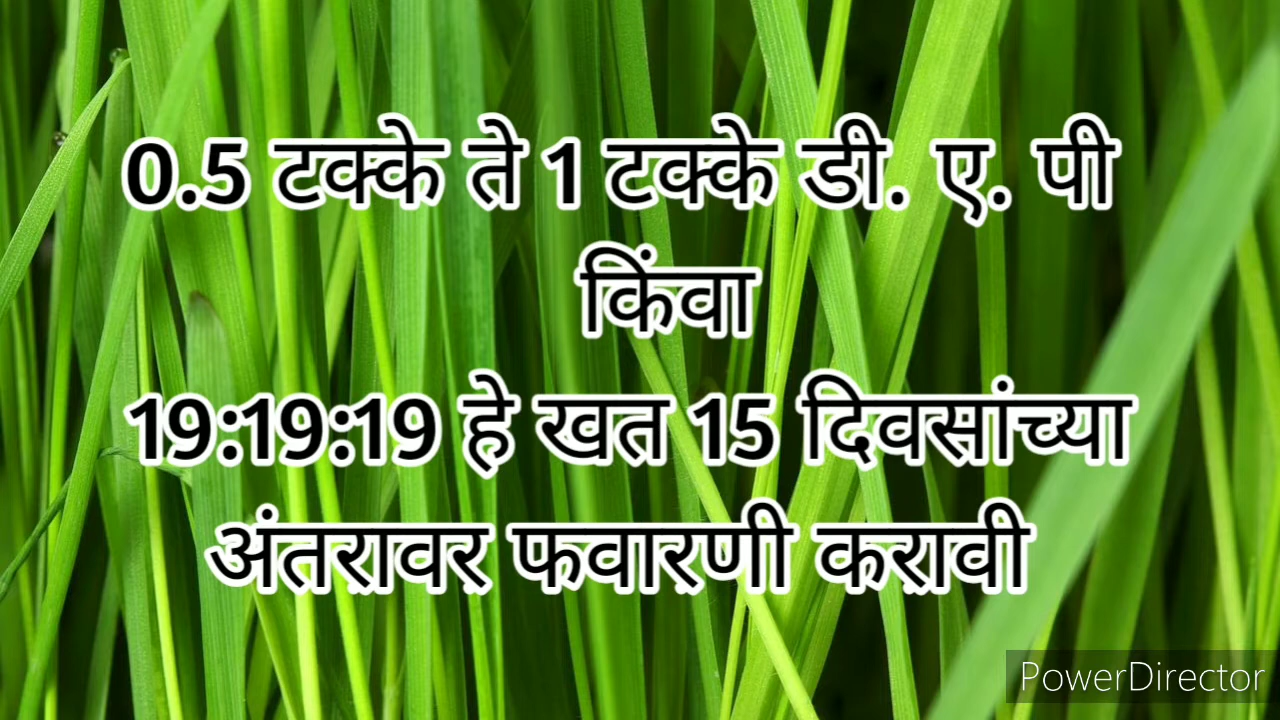 0.5 टक्के ते 1 टक्के डी. ए. पी
किंवा
19:19:19 हे खत 15 दिवसांच्या
अंतरावर फवारणी करावी
PowerDirector